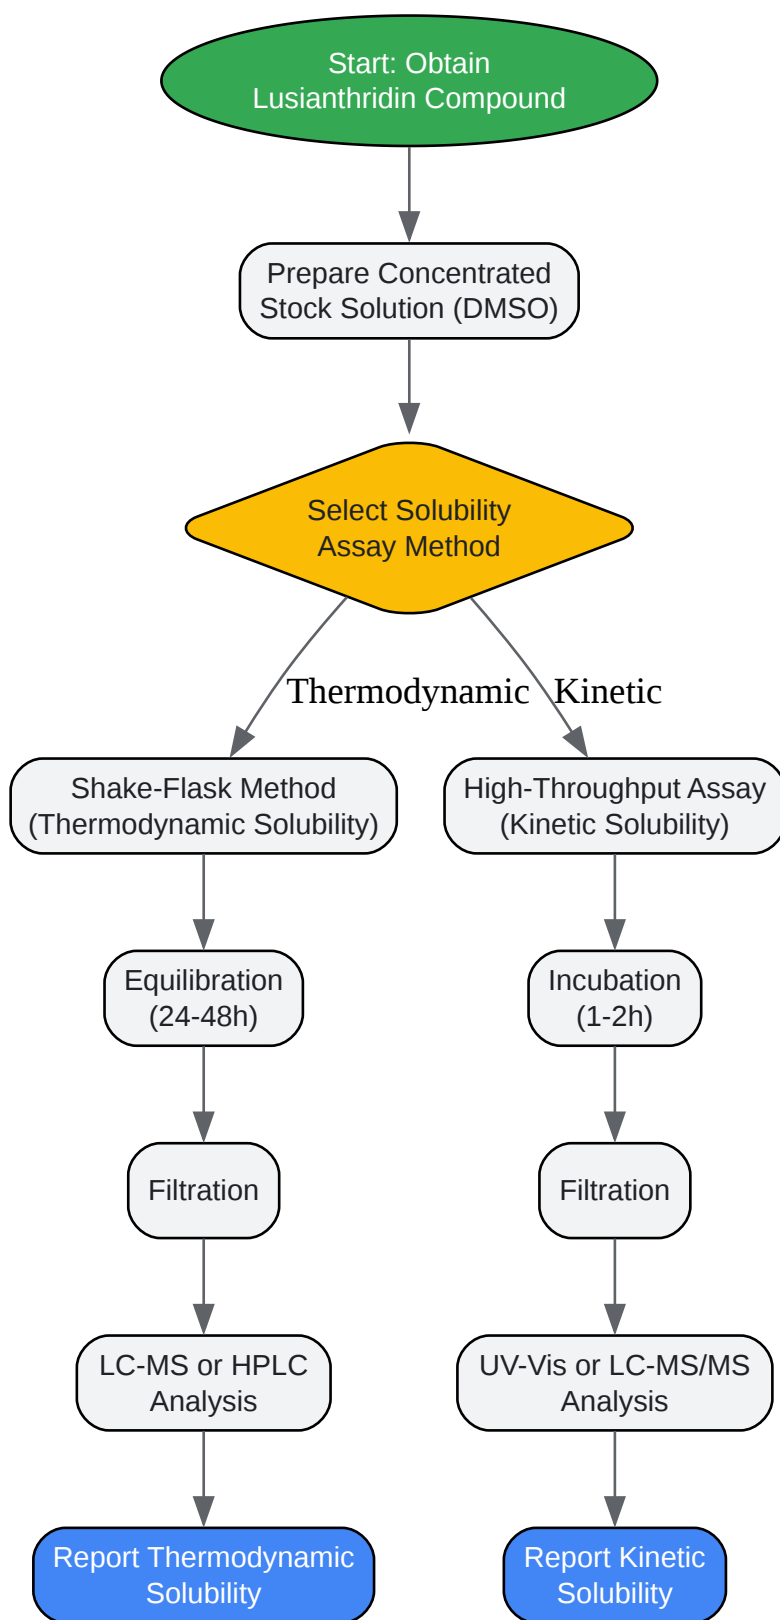 Start: Obtain
Lusianthridin Compound
Prepare Concentrated
Stock Solution (DMSO)
Select Solubility
Assay Method
Thermodynamic
Kinetic
Shake-Flask Method
(Thermodynamic Solubility)
High-Throughput Assay
(Kinetic Solubility)
Equilibration
(24-48h)
Incubation
(1-2h)
Filtration
Filtration
LC-MS or HPLC
Analysis
UV-Vis or LC-MS/MS
Analysis
Report Thermodynamic
Solubility
Report Kinetic
Solubility